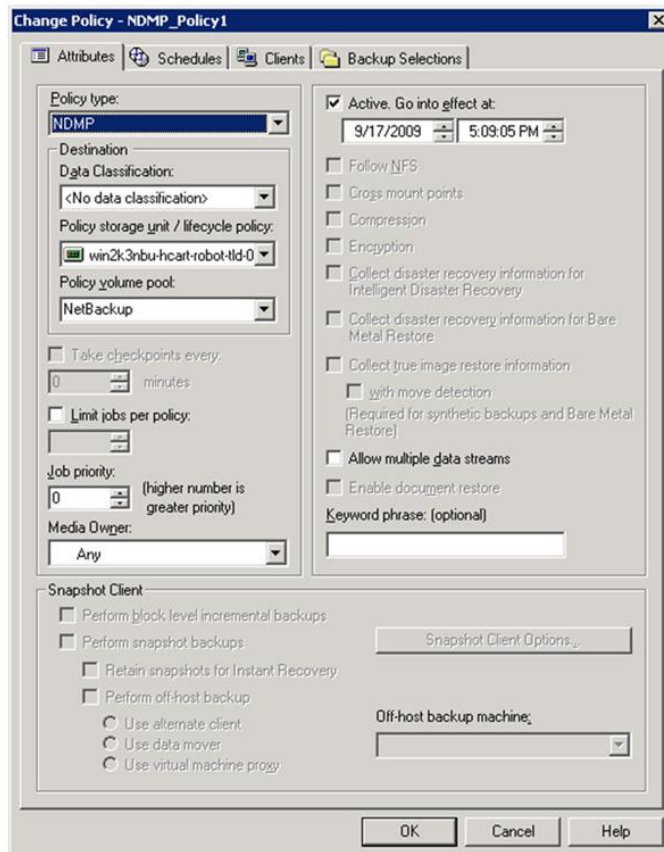 Change Policy - NDMP_Policy1
Attributes
Schedules
Clients
Backup Selections
Policy type:
NDMP
Destination
Data Classification:
<No data classification>
Policy storage unit / lifecycle policy:
win2k3nbu-hcart-robot-tld-0
Policy volume pool:
NetBackup
Take checkpoints every:
0
minutes
Limit jobs per policy:
Job priority:
0
(higher number is
greater priority)
Media Owner:
Any
Active. Go into effect at:
9/17/2009
5:09:05 PM
Follow NFS
Cross mount points
Compression
Encryption
Collect disaster recovery information for
Intelligent Disaster Recovery
Collect disaster recovery information for Bare
Metal Restore
Collect true image restore information
with move detection
(Required for synthetic backups and Bare Metal
Restore)
Allow multiple data streams
Enable document restore
Keyword phrase: (optional)
Snapshot Client
Perform block level incremental backups
Perform snapshot backups
Snapshot Client Options...
Retain snapshots for Instant Recovery
Perform off-host backup
Use alternate client
Use data mover
Use virtual machine proxy
Off-host backup machine:
OK
Cancel
Help